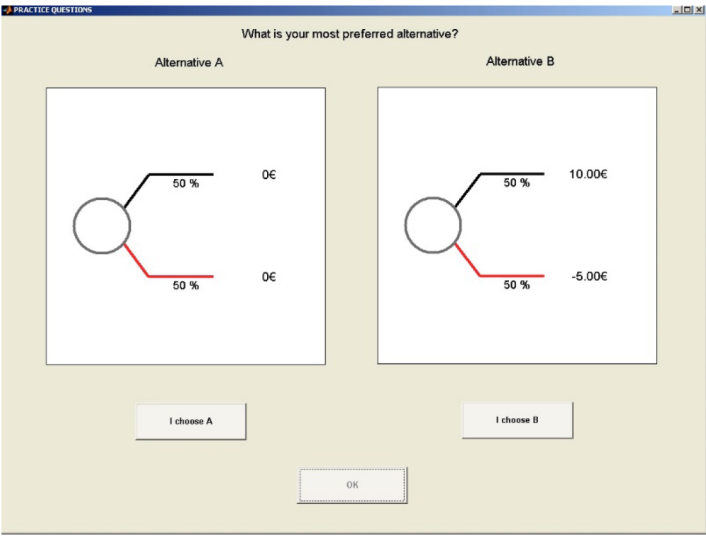 PRACTICE QUESTIONS
What is your most preferred alternative?
Alternative A
Alternative B
50 %
0€
50 %
0€
50 %
10.00€
50 %
-5.00€
I choose A
I choose B
OK